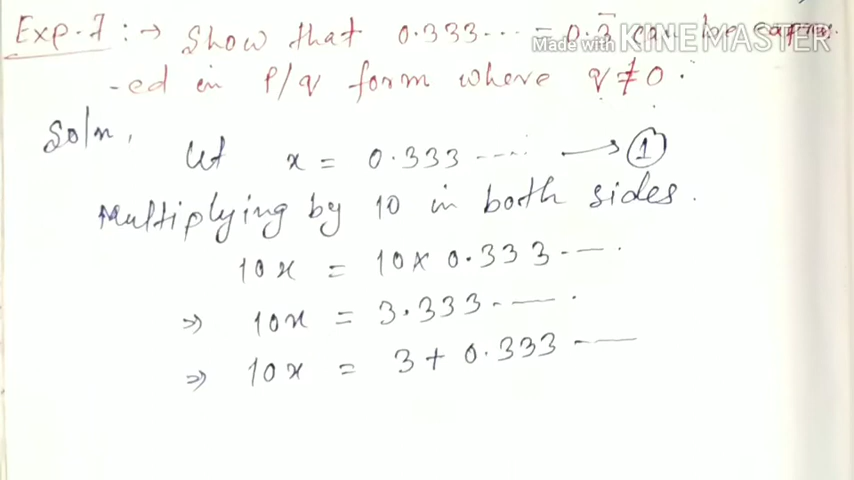 Exp-7 :→ Show that 0.333... = 0.3̅ can be express
-ed in P/q form where q ≠ 0.
Made with KINEMASTER
Soln,
Let x = 0.333 ----- → ①
Multiplying by 10 in both sides.
10x = 10 × 0.333 -----.
⇒ 10x = 3.333 -----.
⇒ 10x = 3 + 0.333 -----